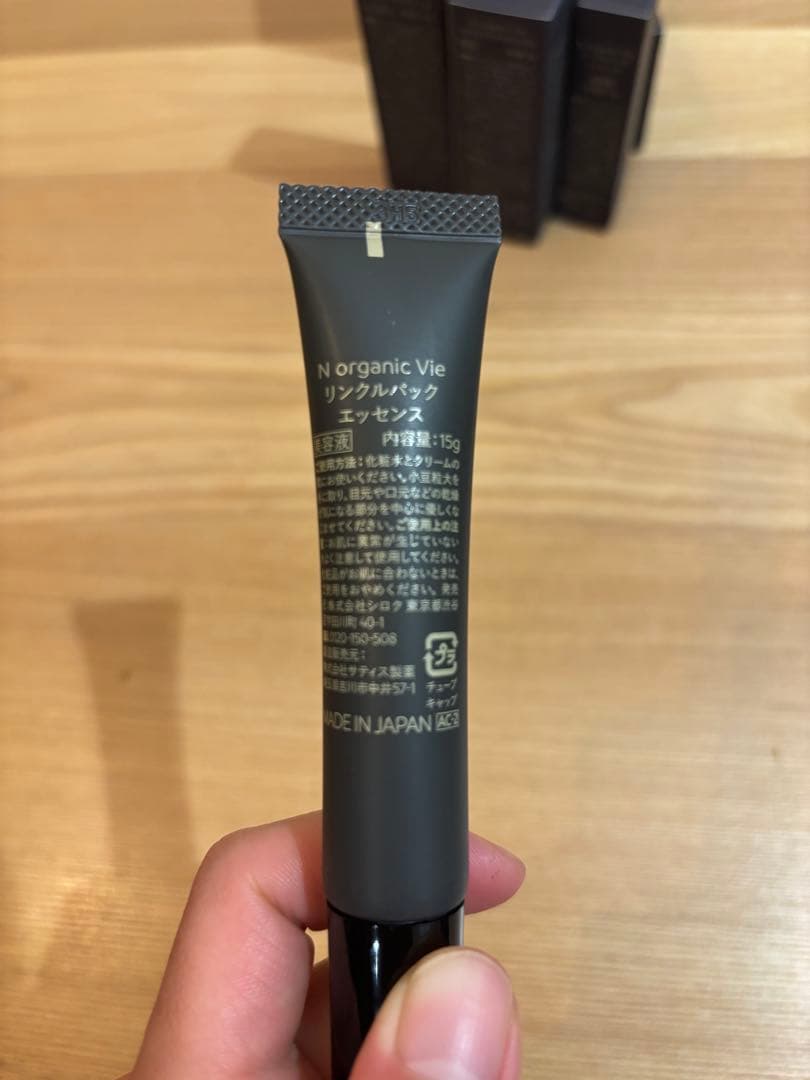 N organic Vie
リンクルパック
エッセンス
美容液 内容量:15g
ご使用方法:化粧水とクリームの
にお使いください。小豆粒大を
に取り、目元や口元などの乾燥
気になる部分を中心に優しくな
ませてください。ご使用上の注
:お肌に異常が生じていない
よく注意して使用してください。
化粧品がお肌に合わないときは、
ご使用をおやめください。発売
株式会社シロク 東京都渋谷
宇田川町 40-1
0120-150-508
製造販売元:
株式会社サティス製薬
埼玉県吉川市中井57-1
プラ
チューブ
キャップ
MADE IN JAPAN AC-2